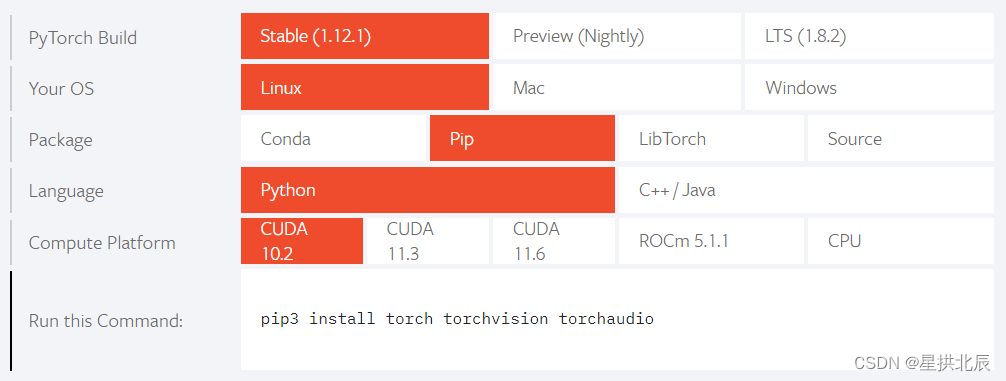 PyTorch Build Stable (1.12.1) Preview (Nightly) LTS (1.8.2)
Your OS Linux Mac Windows
Package Conda Pip LibTorch Source
Language Python C++ / Java
Compute Platform CUDA 10.2 CUDA 11.3 CUDA 11.6 ROCm 5.1.1 CPU
Run this Command: pip3 install torch torchvision torchaudio
CSDN @星拱北辰